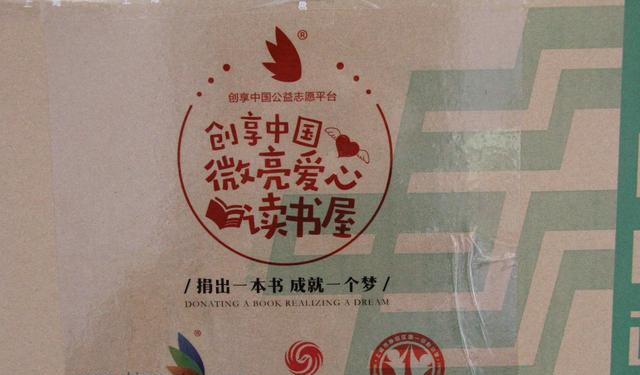 ®
创享中国公益志愿平台
创享中国
微亮爱心
读书屋
/ 捐出一本书 成就一个梦 /
DONATING A BOOK REALIZING A DREAM
®